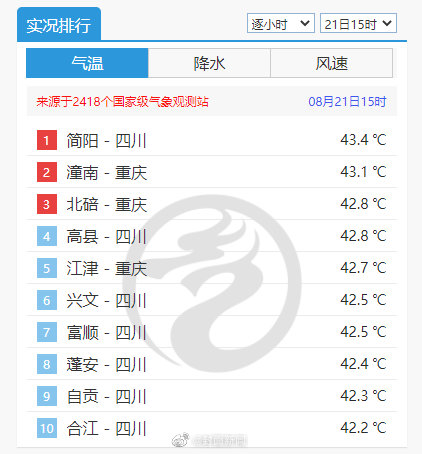 实况排行 逐小时 21日15时
气温 降水 风速
来源于2418个国家级气象观测站 08月21日15时
1 简阳 - 四川 43.4 ℃
2 潼南 - 重庆 43.1 ℃
3 北碚 - 重庆 42.8 ℃
4 高县 - 四川 42.8 ℃
5 江津 - 重庆 42.7 ℃
6 兴文 - 四川 42.5 ℃
7 富顺 - 四川 42.5 ℃
8 蓬安 - 四川 42.4 ℃
9 自贡 - 四川 42.3 ℃
10 合江 - 四川 42.2 ℃
@封面新闻